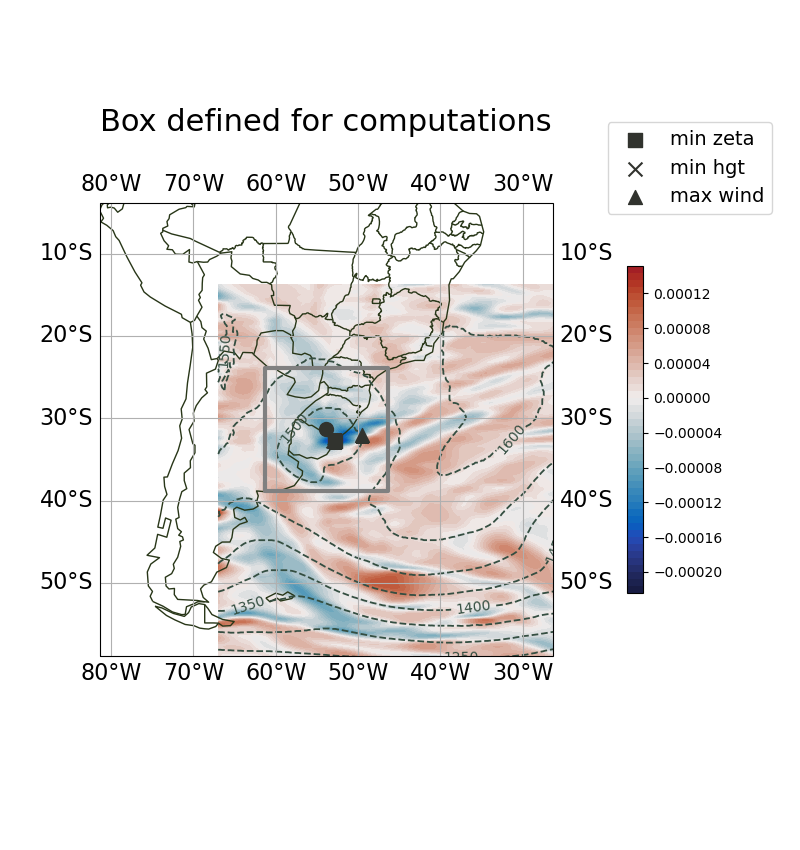 Box defined for computations
min zeta
min hgt
max wind
80°W 70°W 60°W 50°W 40°W 30°W
10°S 10°S
20°S 20°S
30°S 30°S
40°S 40°S
50°S 50°S
80°W 70°W 60°W 50°W 40°W 30°W
1550
1500
1600
1350
1400
1250
0.00012
0.00008
0.00004
0.00000
−0.00004
−0.00008
−0.00012
−0.00016
−0.00020